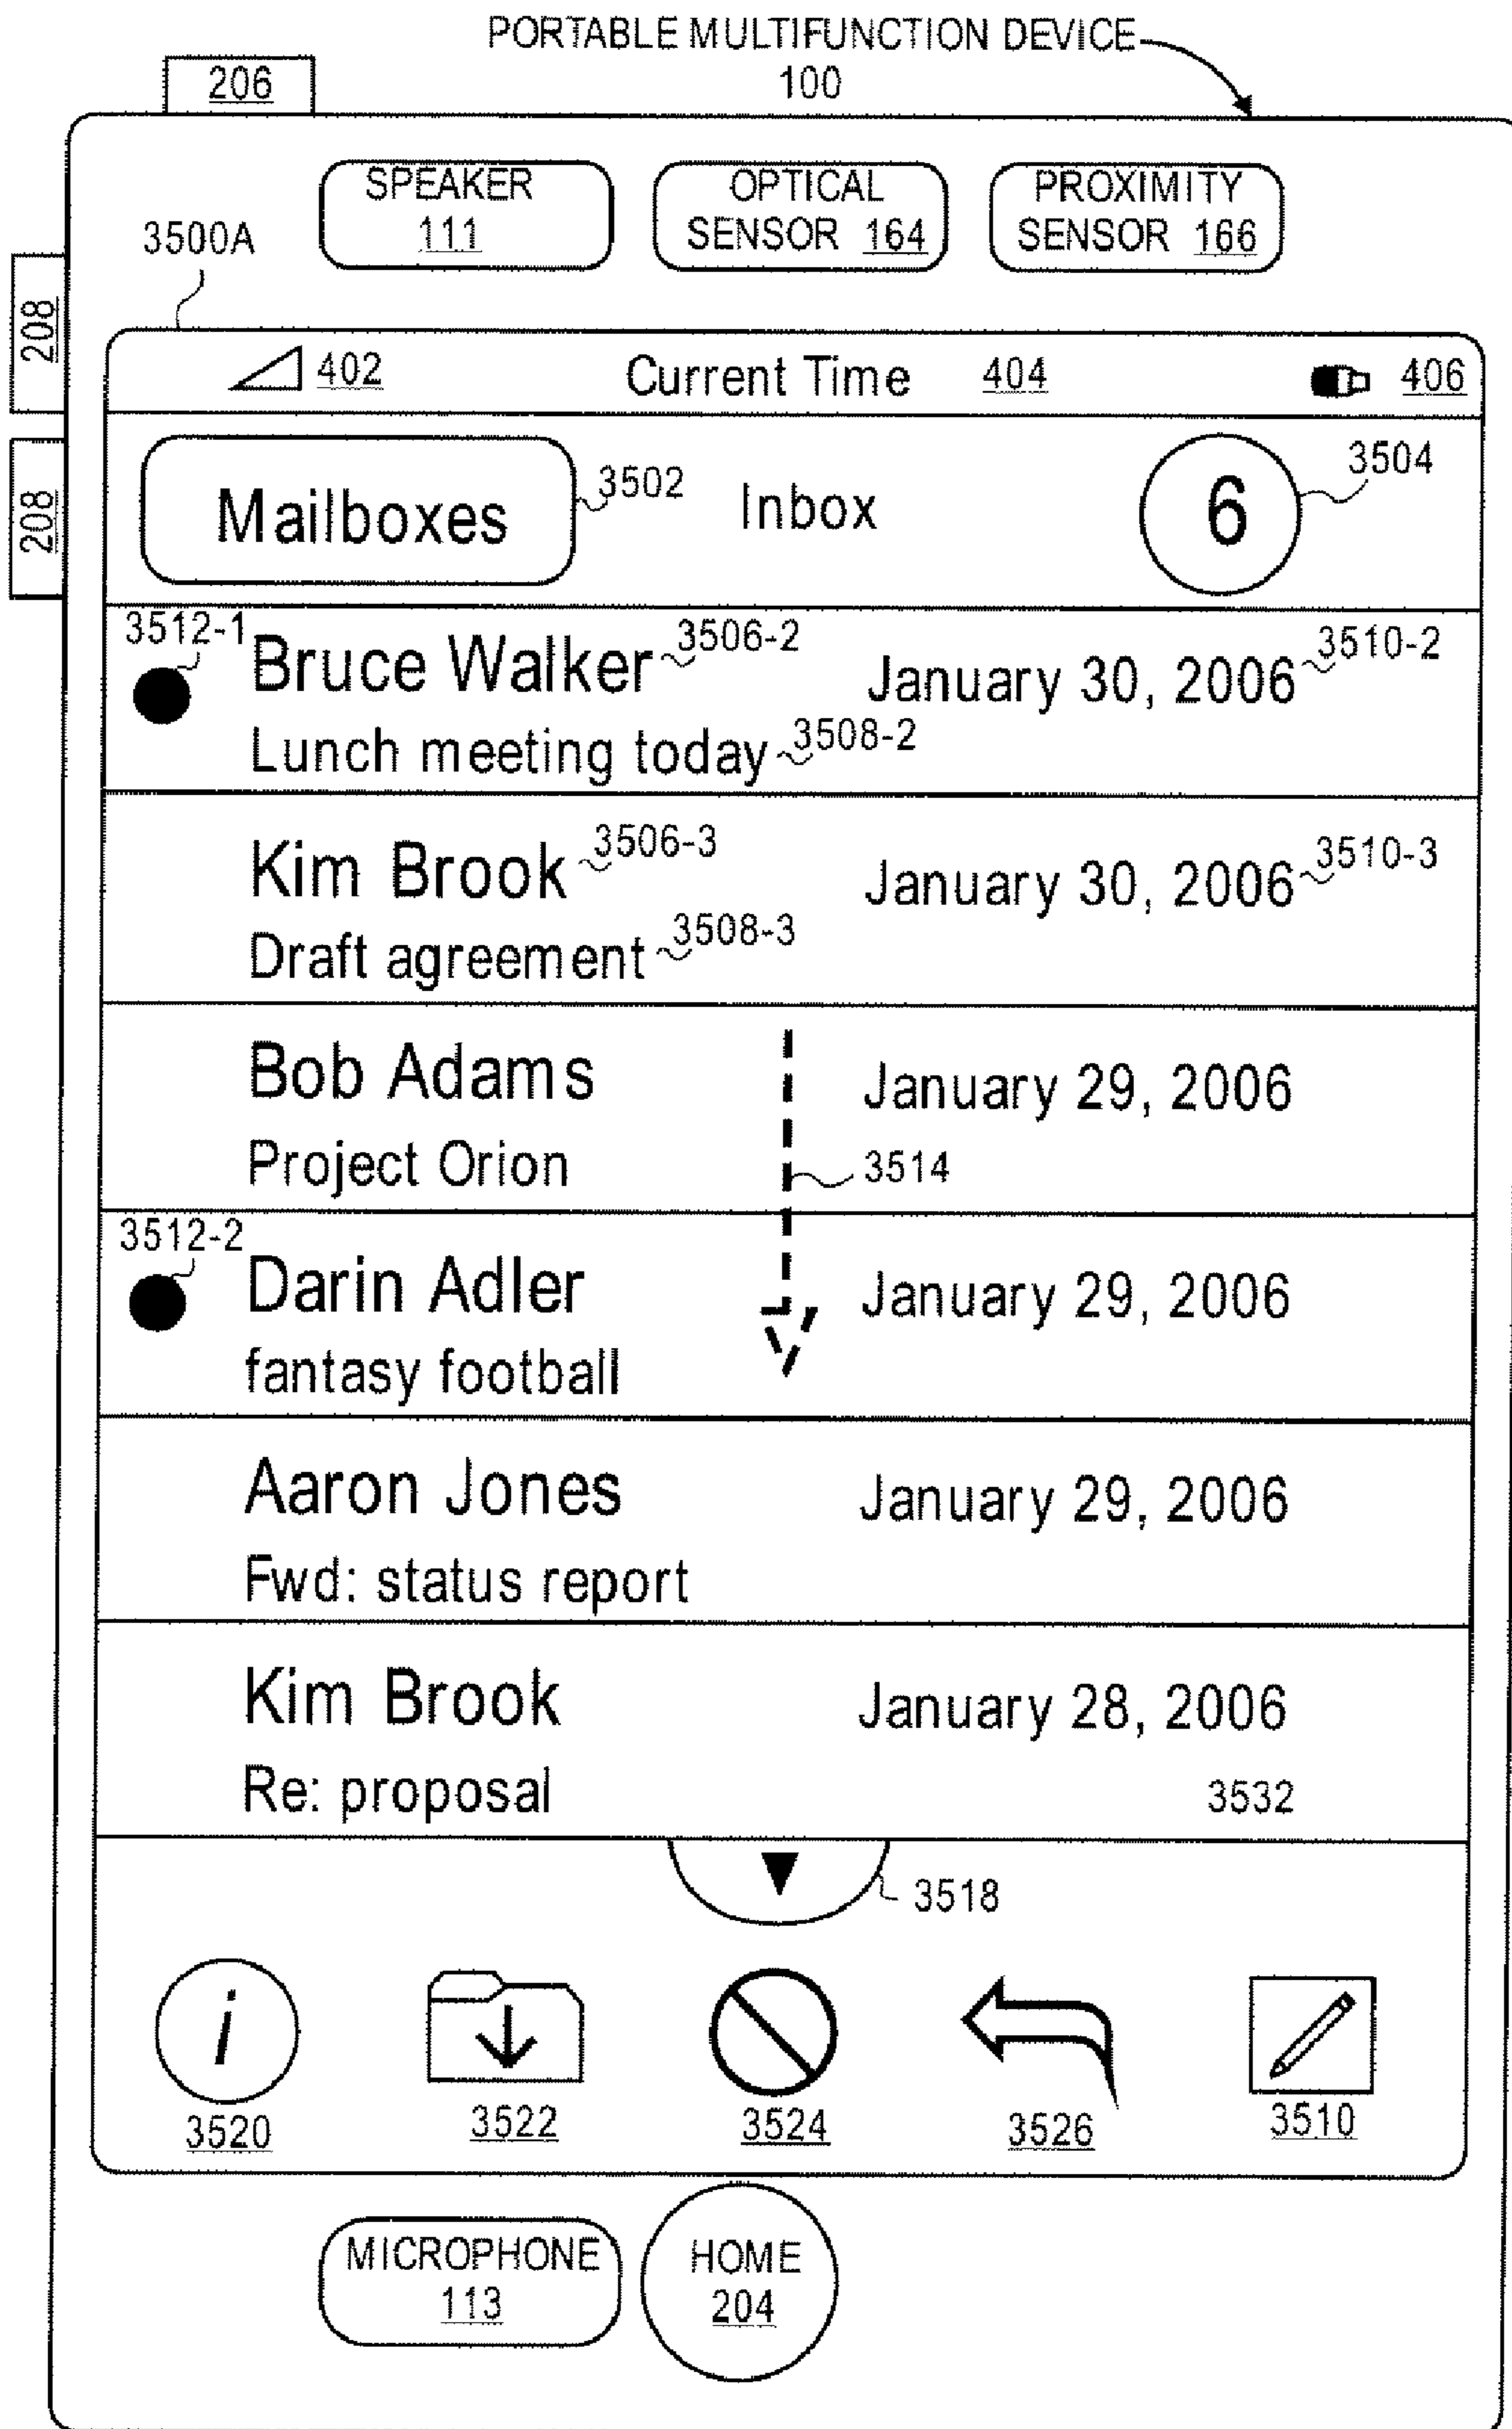 PORTABLE MULTIFUNCTION DEVICE
100
206
SPEAKER
111
OPTICAL
SENSOR 164
PROXIMITY
SENSOR 166
3500A
208
208
402
Current Time 404
406
Mailboxes
3502
Inbox
6
3504
3512-1
Bruce Walker 3506-2
January 30, 2006 3510-2
Lunch meeting today 3508-2
Kim Brook 3506-3
January 30, 2006 3510-3
Draft agreement 3508-3
Bob Adams
January 29, 2006
Project Orion
3514
3512-2
Darin Adler
January 29, 2006
fantasy football
Aaron Jones
January 29, 2006
Fwd: status report
Kim Brook
January 28, 2006
Re: proposal
3532
3518
i
3520
3522
3524
3526
3510
MICROPHONE
113
HOME
204